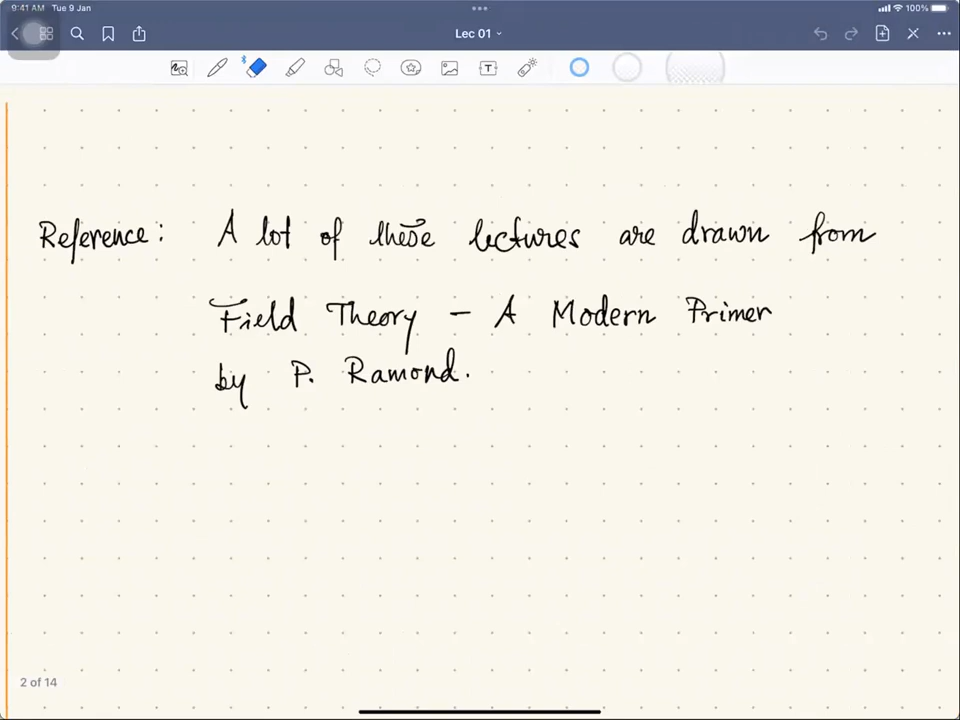 9:41 AM Tue 9 Jan
100%
Lec 01
T
Reference: A lot of these lectures are drawn from
Field Theory - A Modern Primer
by P. Ramond.
2 of 14